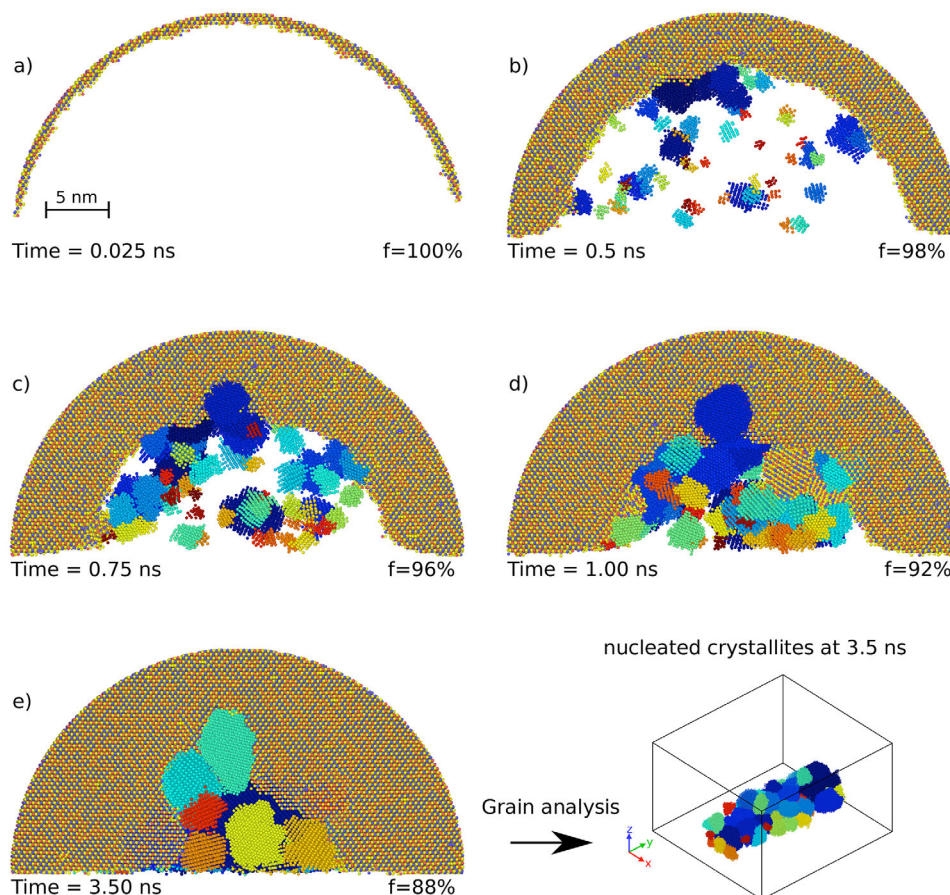 a)
5 nm
Time = 0.025 ns
f=100%
b)
Time = 0.5 ns
f=98%
c)
Time = 0.75 ns
f=96%
d)
Time = 1.00 ns
f=92%
e)
Time = 3.50 ns
f=88%
nucleated crystallites at 3.5 ns
Grain analysis
z
y
x